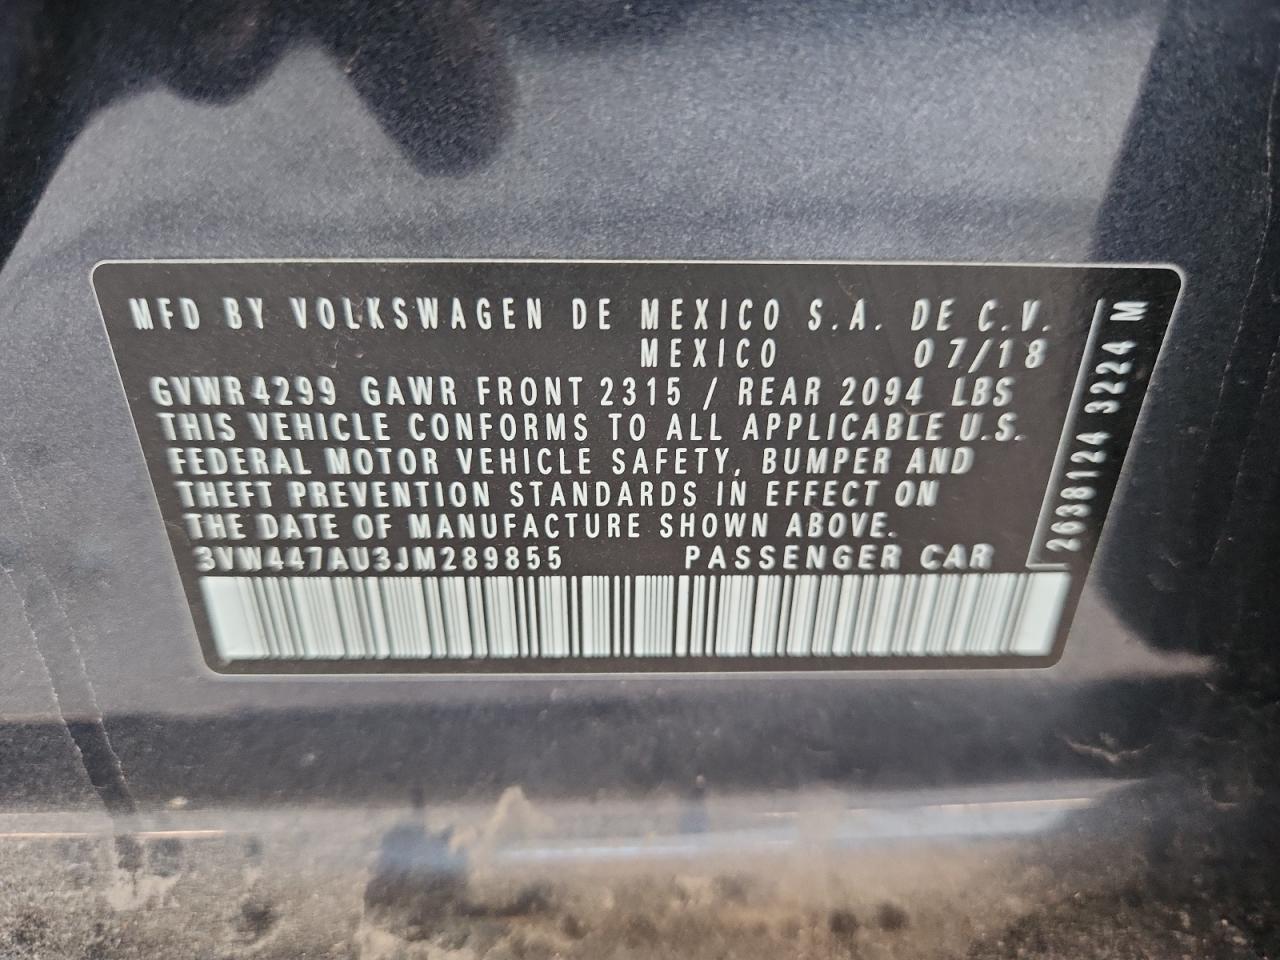 MFD BY VOLKSWAGEN DE MEXICO S.A. DE C.V.
MEXICO 07/18
GVWR 4299 GAWR FRONT 2315 / REAR 2094 LBS
THIS VEHICLE CONFORMS TO ALL APPLICABLE U.S.
FEDERAL MOTOR VEHICLE SAFETY, BUMPER AND
THEFT PREVENTION STANDARDS IN EFFECT ON
THE DATE OF MANUFACTURE SHOWN ABOVE.
3VW447AU3JM289855 PASSENGER CAR
2638124 3224 M